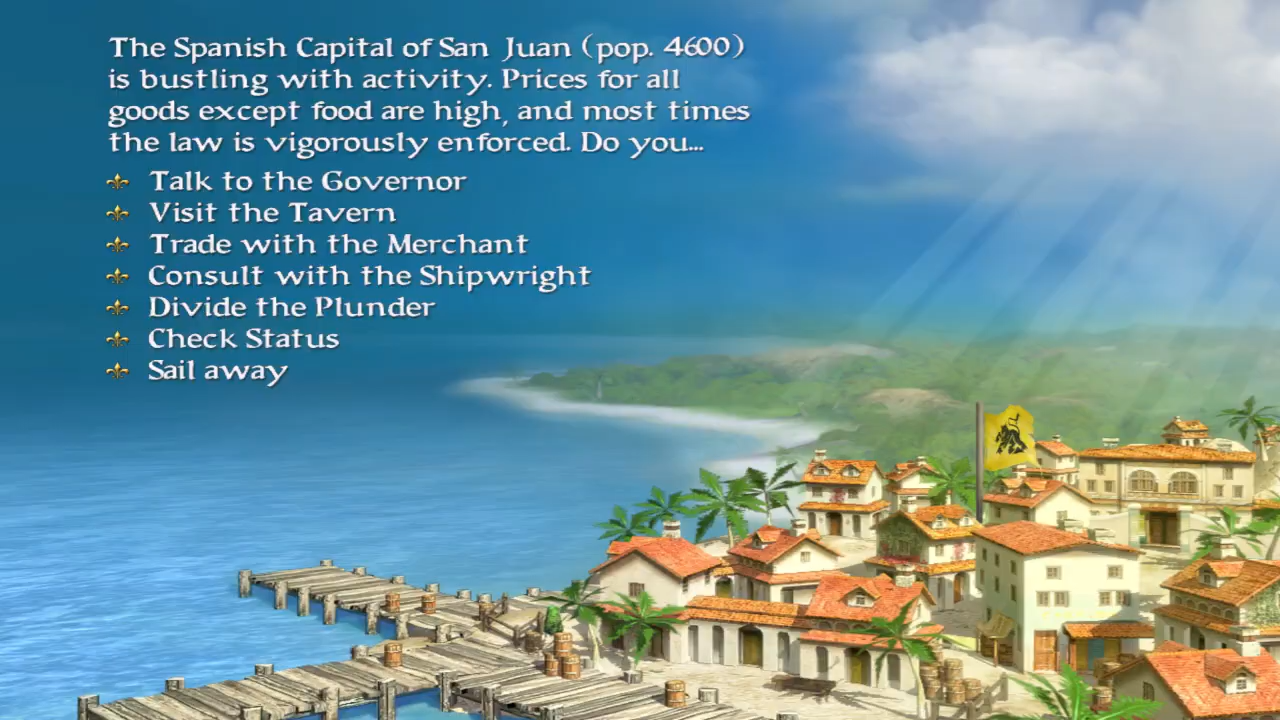 The Spanish Capital of San Juan (pop. 4600)
is bustling with activity. Prices for all
goods except food are high, and most times
the law is vigorously enforced. Do you...
Talk to the Governor
Visit the Tavern
Trade with the Merchant
Consult with the Shipwright
Divide the Plunder
Check Status
Sail away